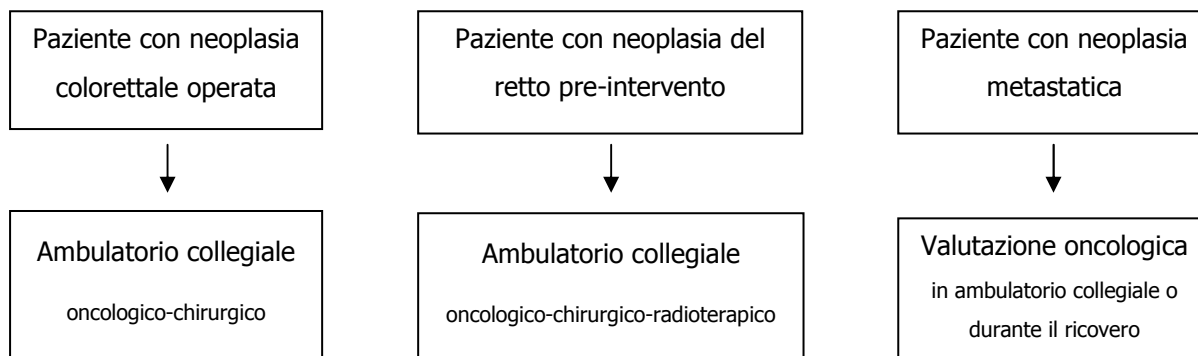 Paziente con neoplasia
colorettale operata
Paziente con neoplasia del
retto pre-intervento
Paziente con neoplasia
metastatica
Ambulatorio collegiale
oncologico-chirurgico
Ambulatorio collegiale
oncologico-chirurgico-radioterapico
Valutazione oncologica
in ambulatorio collegiale o
durante il ricovero